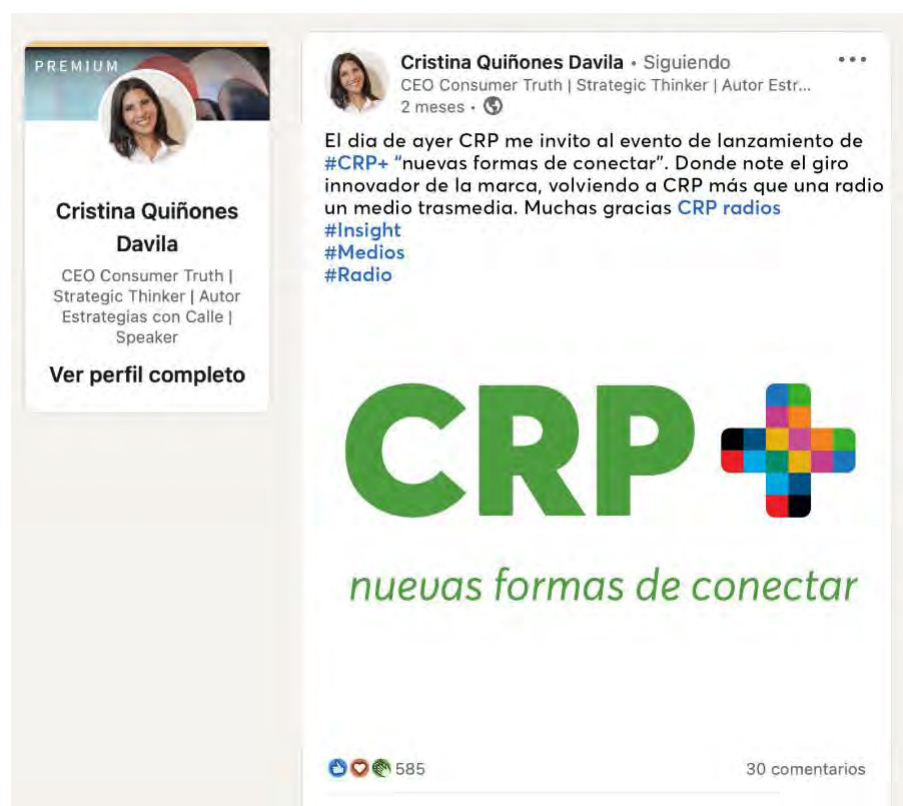 PREMIUM
Cristina Quiñones
Davila
CEO Consumer Truth |
Strategic Thinker | Autor
Estrategias con Calle |
Speaker
Ver perfil completo
Cristina Quiñones Davila • Siguiendo
CEO Consumer Truth | Strategic Thinker | Autor Estr...
2 meses •
El dia de ayer CRP me invito al evento de lanzamiento de
#CRP+ “nuevas formas de conectar”. Donde note el giro
innovador de la marca, volviendo a CRP más que una radio
un medio trasmedia. Muchas gracias CRP radios
#Insight
#Medios
#Radio
CRP+
nuevas formas de conectar
585
30 comentarios